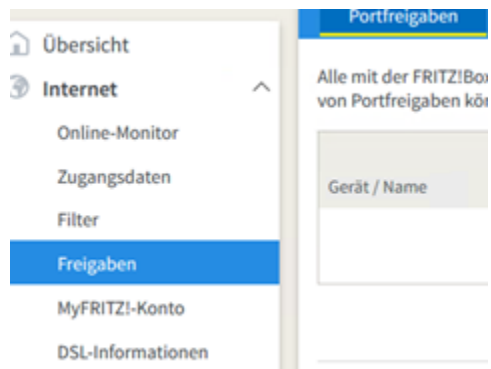 Übersicht
Internet
Online-Monitor
Zugangsdaten
Filter
Freigaben
MyFRITZ!-Konto
DSL-Informationen
Portfreigaben
Alle mit der FRITZ!Box
von Portfreigaben kön
Gerät / Name